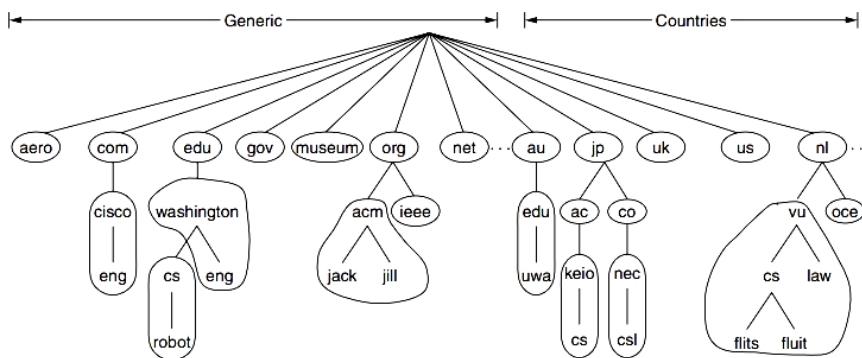 Generic Countries
aero com edu gov museum org net ... au jp uk us nl ...
cisco washington acm ieee edu ac co vu oce
eng cs eng jack jill uwa keio nec cs law
robot cs csl flits fluit